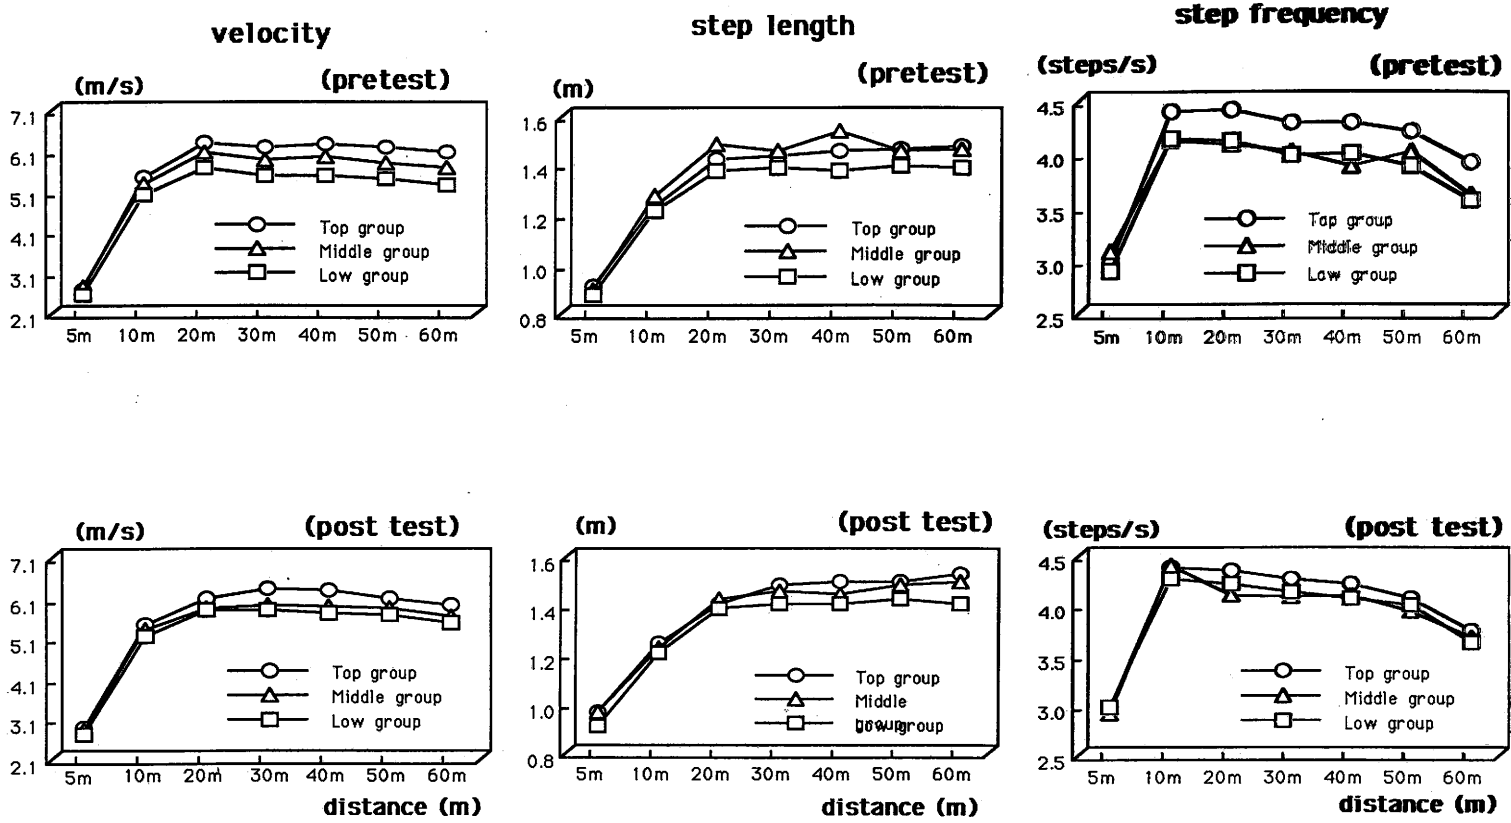 velocity
step length
step frequency
(m/s)
(pretest)
(m)
(pretest)
(steps/s)
(pretest)
7.1
6.1
5.1
4.1
3.1
2.1
5m 10m 20m 30m 40m 50m 60m
Top group
Middle group
Low group
1.6
1.4
1.2
1.0
0.8
5m 10m 20m 30m 40m 50m 60m
Top group
Middle group
Low group
4.5
4.0
3.5
3.0
2.5
5m 10m 20m 30m 40m 50m 60m
Top group
Middle group
Low group
(m/s)
(post test)
(m)
(post test)
(steps/s)
(post test)
7.1
6.1
5.1
4.1
3.1
2.1
5m 10m 20m 30m 40m 50m 60m
Top group
Middle group
Low group
distance (m)
1.6
1.4
1.2
1.0
0.8
5m 10m 20m 30m 40m 50m 60m
Top group
Middle
group
Low group
distance (m)
4.5
4.0
3.5
3.0
2.5
5m 10m 20m 30m 40m 50m 60m
Top group
Middle group
Low group
distance (m)